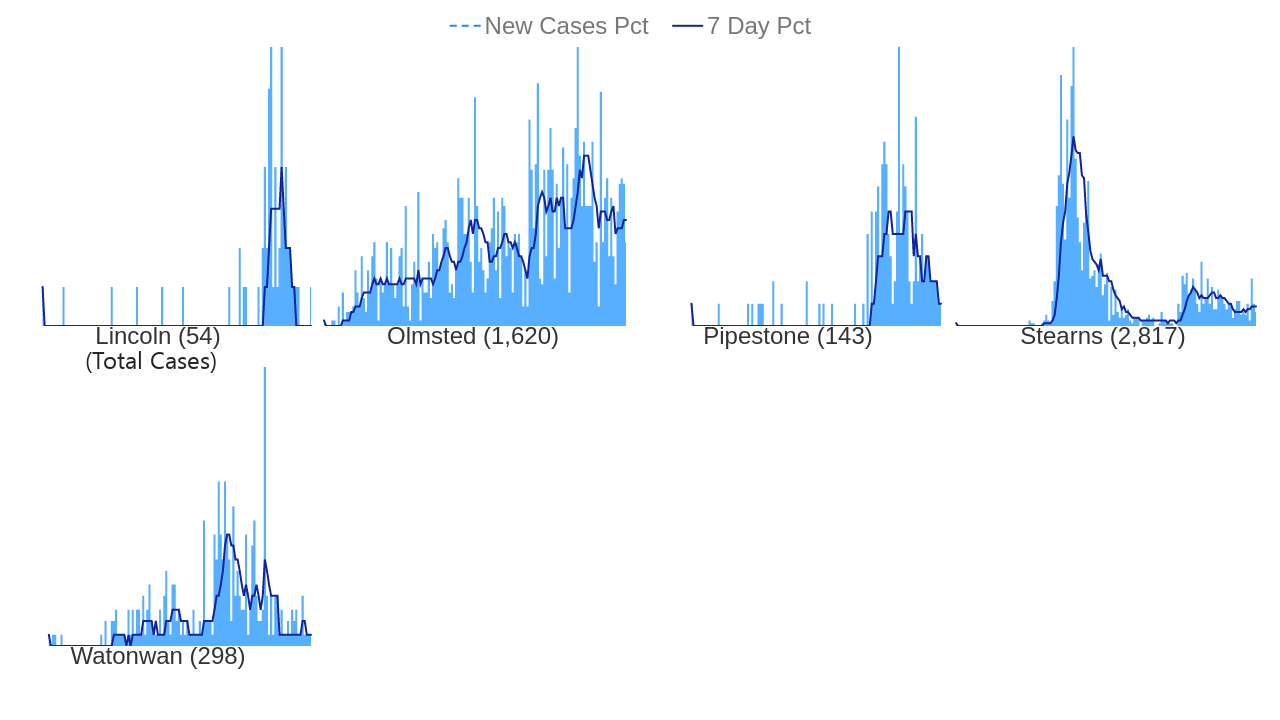 New Cases Pct 7 Day Pct
Lincoln (54)
(Total Cases)
Olmsted (1,620)
Pipestone (143)
Stearns (2,817)
Watonwan (298)